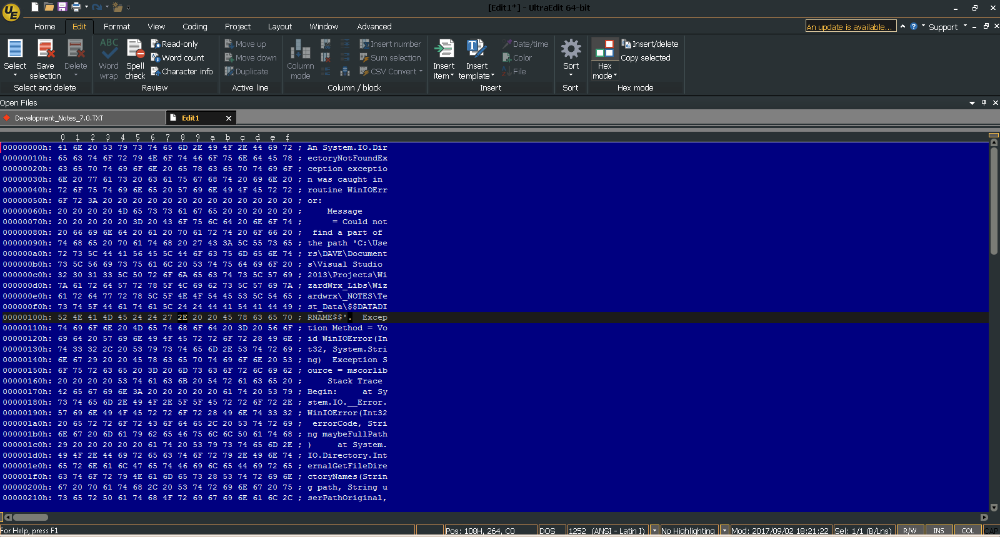 UE
[Edit1*] - UltraEdit 64-bit
Home Edit Format View Coding Project Layout Window Advanced An update is available... ? Support
Select Save selection Delete ABC Word wrap Spell check Read-only Word count Character info Move up Move down Duplicate Column mode Insert number Sum selection CSV Convert Insert item Insert template Date/time Color File Sort Hex mode Insert/delete Copy selected
Select and delete Review Active line Column / block Insert Sort Hex mode
Open Files
Development_Notes_7.0.TXT Edit1
0 1 2 3 4 5 6 7 8 9 a b c d e f
00000000h: 41 6E 20 53 79 73 74 65 6D 2E 49 4F 2E 44 69 72 ; An System.IO.Dir
00000010h: 65 63 74 6F 72 79 4E 6F 74 46 6F 75 6E 64 45 78 ; ectoryNotFoundEx
00000020h: 63 65 70 74 69 6F 6E 20 65 78 63 65 70 74 69 6F ; ception exceptio
00000030h: 6E 20 77 61 73 20 63 61 75 67 68 74 20 69 6E 20 ; n was caught in
00000040h: 72 6F 75 74 69 6E 65 20 57 69 6E 49 4F 45 72 72 ; routine WinIOErr
00000050h: 6F 72 3A 20 20 20 20 20 20 20 20 20 20 20 20 20 ; or:
00000060h: 20 20 20 20 4D 65 73 73 61 67 65 20 20 20 20 20 ;     Message
00000070h: 20 20 20 20 20 3D 20 43 6F 75 6C 64 20 6E 6F 74 ;      = Could not
00000080h: 20 66 69 6E 64 20 61 20 70 61 72 74 20 6F 66 20 ;  find a part of
00000090h: 74 68 65 20 70 61 74 68 20 27 43 3A 5C 55 73 65 ; the path 'C:\Use
000000a0h: 72 73 5C 44 41 56 45 5C 44 6F 63 75 6D 65 6E 74 ; rs\DAVE\Document
000000b0h: 73 5C 56 69 73 75 61 6C 20 53 74 75 64 69 6F 20 ; s\Visual Studio
000000c0h: 32 30 31 33 5C 50 72 6F 6A 65 63 74 73 5C 57 69 ; 2013\Projects\Wi
000000d0h: 7A 61 72 64 57 72 78 5F 4C 69 62 73 5C 57 69 7A ; zardWrx_Libs\Wiz
000000e0h: 61 72 64 77 72 78 5C 5F 4E 4F 54 45 53 5C 54 65 ; ardwrx\_NOTES\Te
000000f0h: 73 74 5F 44 61 74 61 5C 24 24 44 41 54 41 44 49 ; st_Data\$$DATADI
00000100h: 52 4E 41 4D 45 24 24 27 2E 20 20 45 78 63 65 70 ; RNAME$$'.  Excep
00000110h: 74 69 6F 6E 20 4D 65 74 68 6F 64 20 3D 20 56 6F ; tion Method = Vo
00000120h: 69 64 20 57 69 6E 49 4F 45 72 72 6F 72 28 49 6E ; id WinIOError(In
00000130h: 74 33 32 2C 20 53 79 73 74 65 6D 2E 53 74 72 69 ; t32, System.Stri
00000140h: 6E 67 29 20 20 45 78 63 65 70 74 69 6F 6E 20 53 ; ng)  Exception S
00000150h: 6F 75 72 63 65 20 3D 20 6D 73 63 6F 72 6C 69 62 ; ource = mscorlib
00000160h: 20 20 20 20 53 74 61 63 6B 20 54 72 61 63 65 20 ;     Stack Trace
00000170h: 42 65 67 69 6E 3A 20 20 20 20 20 61 74 20 53 79 ; Begin:     at Sy
00000180h: 73 74 65 6D 2E 49 4F 2E 5F 5F 45 72 72 6F 72 2E ; stem.IO.__Error.
00000190h: 57 69 6E 49 4F 45 72 72 6F 72 28 49 6E 74 33 32 ; WinIOError(Int32
000001a0h: 20 65 72 72 6F 72 43 6F 64 65 2C 20 53 74 72 69 ;  errorCode, Stri
000001b0h: 6E 67 20 6D 61 79 62 65 46 75 6C 6C 50 61 74 68 ; ng maybeFullPath
000001c0h: 29 20 20 20 20 20 61 74 20 53 79 73 74 65 6D 2E ; )     at System.
000001d0h: 49 4F 2E 44 69 72 65 63 74 6F 72 79 2E 49 6E 74 ; IO.Directory.Int
000001e0h: 65 72 6E 61 6C 47 65 74 46 69 6C 65 44 69 72 65 ; ernalGetFileDire
000001f0h: 63 74 6F 72 79 4E 61 6D 65 73 28 53 74 72 69 6E ; ctoryNames(Strin
00000200h: 67 20 70 61 74 68 2C 20 53 74 72 69 6E 67 20 75 ; g path, String u
00000210h: 73 65 72 50 61 74 68 4F 72 69 67 69 6E 61 6C 2C ; serPathOriginal,
For Help, press F1 Pos: 108H, 264, C0 DOS 1252 (ANSI - Latin I) No Highlighting Mod: 2017/09/02 18:21:22 Sel: 1/1 (B/Lns) R/W INS COL CAP